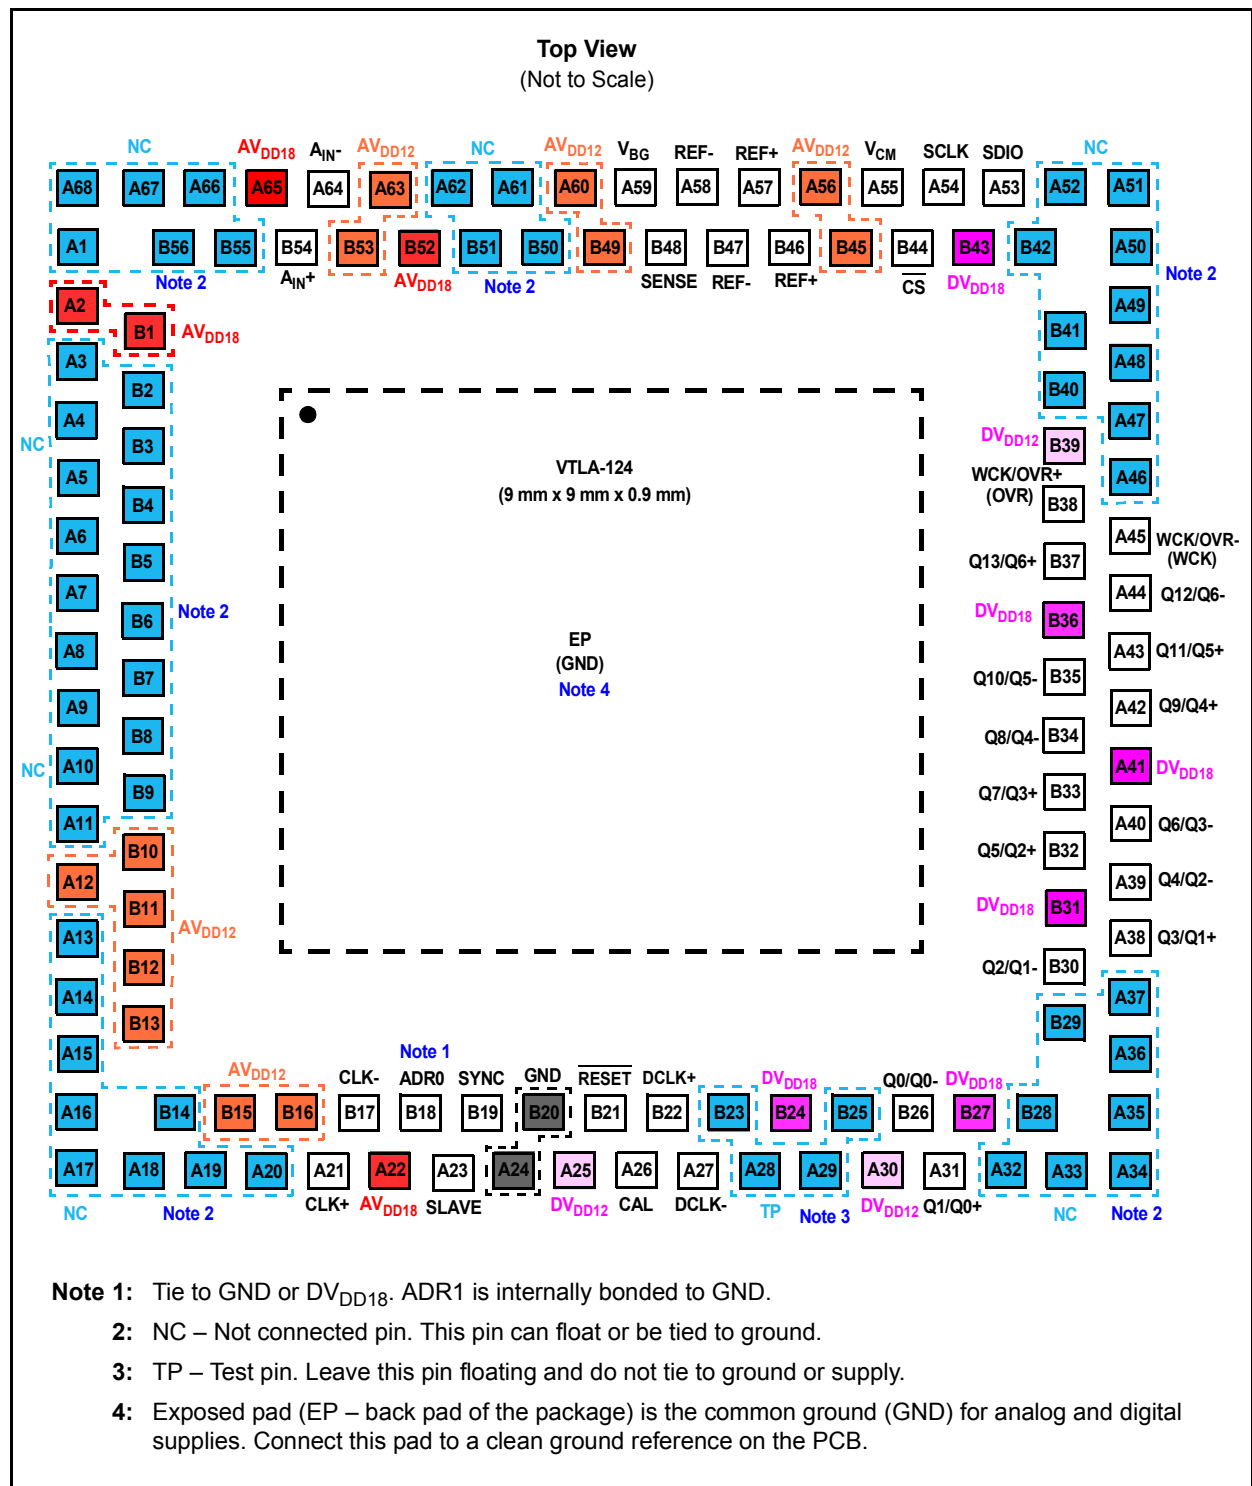 Top View
(Not to Scale)
NC AVDD18 AIN- AVDD12 NC AVDD12 VBG REF- REF+ AVDD12 VCM SCLK SDIO NC
A68 A67 A66 A65 A64 A63 A62 A61 A60 A59 A58 A57 A56 A55 A54 A53 A52 A51
A1 B56 B55 B54 B53 B52 B51 B50 B49 B48 B47 B46 B45 B44 B43 B42 A50
Note 2 AIN+ AVDD18 Note 2 SENSE REF- REF+ CS DVDD18 Note 2
A2 B1 AVDD18 B41 A49
A3 B2 B40 A48
NC A4 B3 DVDD12 B39 A47
A5 B4 VTLA-124 WCK/OVR+ A46
(9 mm x 9 mm x 0.9 mm) (OVR) B38
A6 B5 Q13/Q6+ B37 A45 WCK/OVR-
(WCK)
A7 B6 Note 2 DVDD18 B36 A44 Q12/Q6-
A8 B7 EP Q10/Q5- B35 A43 Q11/Q5+
(GND)
Note 4
A9 B8 Q8/Q4- B34 A42 Q9/Q4+
NC A10 B9 Q7/Q3+ B33 A41 DVDD18
A11 B10 Q5/Q2+ B32 A40 Q6/Q3-
A12 B11 DVDD18 B31 A39 Q4/Q2-
A13 AVDD12 A38 Q3/Q1+
B12 Q2/Q1- B30
A14 B13 B29 A37
A15 A36
AVDD12 CLK- Note 1 ADR0 SYNC GND RESET DCLK+ DVDD18 Q0/Q0- DVDD18
A16 B14 B15 B16 B17 B18 B19 B20 B21 B22 B23 B24 B25 B26 B27 B28 A35
A17 A18 A19 A20 A21 A22 A23 A24 A25 A26 A27 A28 A29 A30 A31 A32 A33 A34
NC Note 2 CLK+ AVDD18 SLAVE DVDD12 CAL DCLK- TP Note 3 DVDD12 Q1/Q0+ NC Note 2
Note 1: Tie to GND or DVDD18. ADR1 is internally bonded to GND.
2: NC – Not connected pin. This pin can float or be tied to ground.
3: TP – Test pin. Leave this pin floating and do not tie to ground or supply.
4: Exposed pad (EP – back pad of the package) is the common ground (GND) for analog and digital
supplies. Connect this pad to a clean ground reference on the PCB.